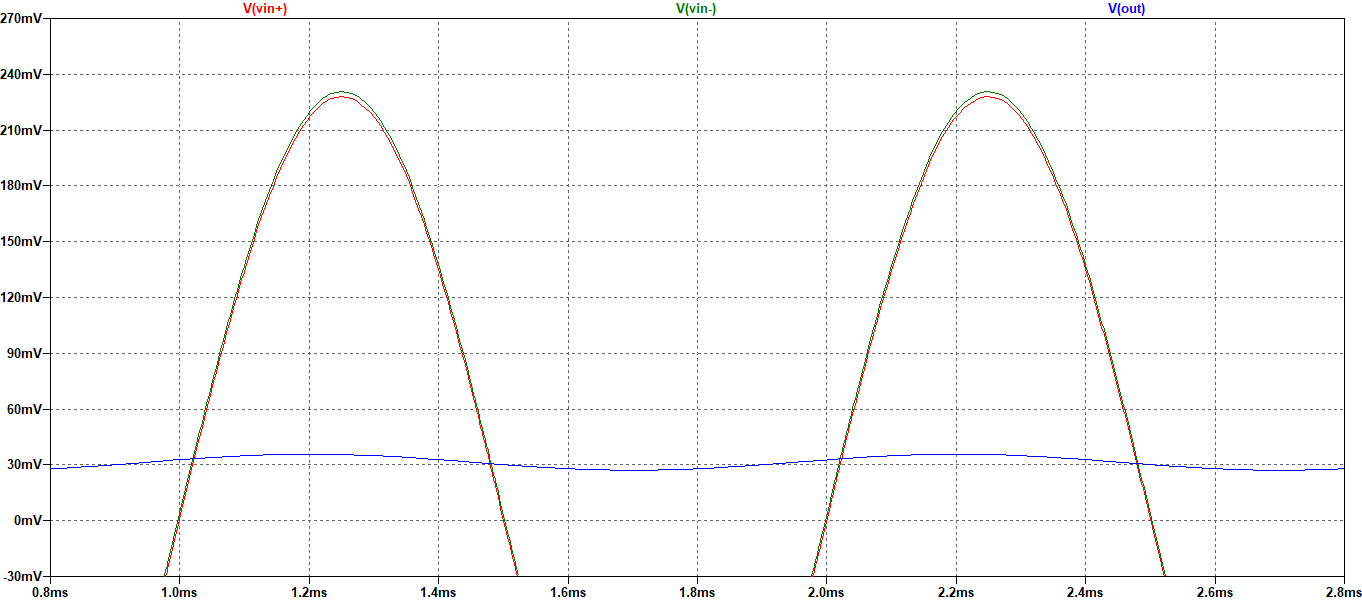 V(vin+) V(vin-) V(out)
270mV
240mV
210mV
180mV
150mV
120mV
90mV
60mV
30mV
0mV
-30mV
0.8ms 1.0ms 1.2ms 1.4ms 1.6ms 1.8ms 2.0ms 2.2ms 2.4ms 2.6ms 2.8ms